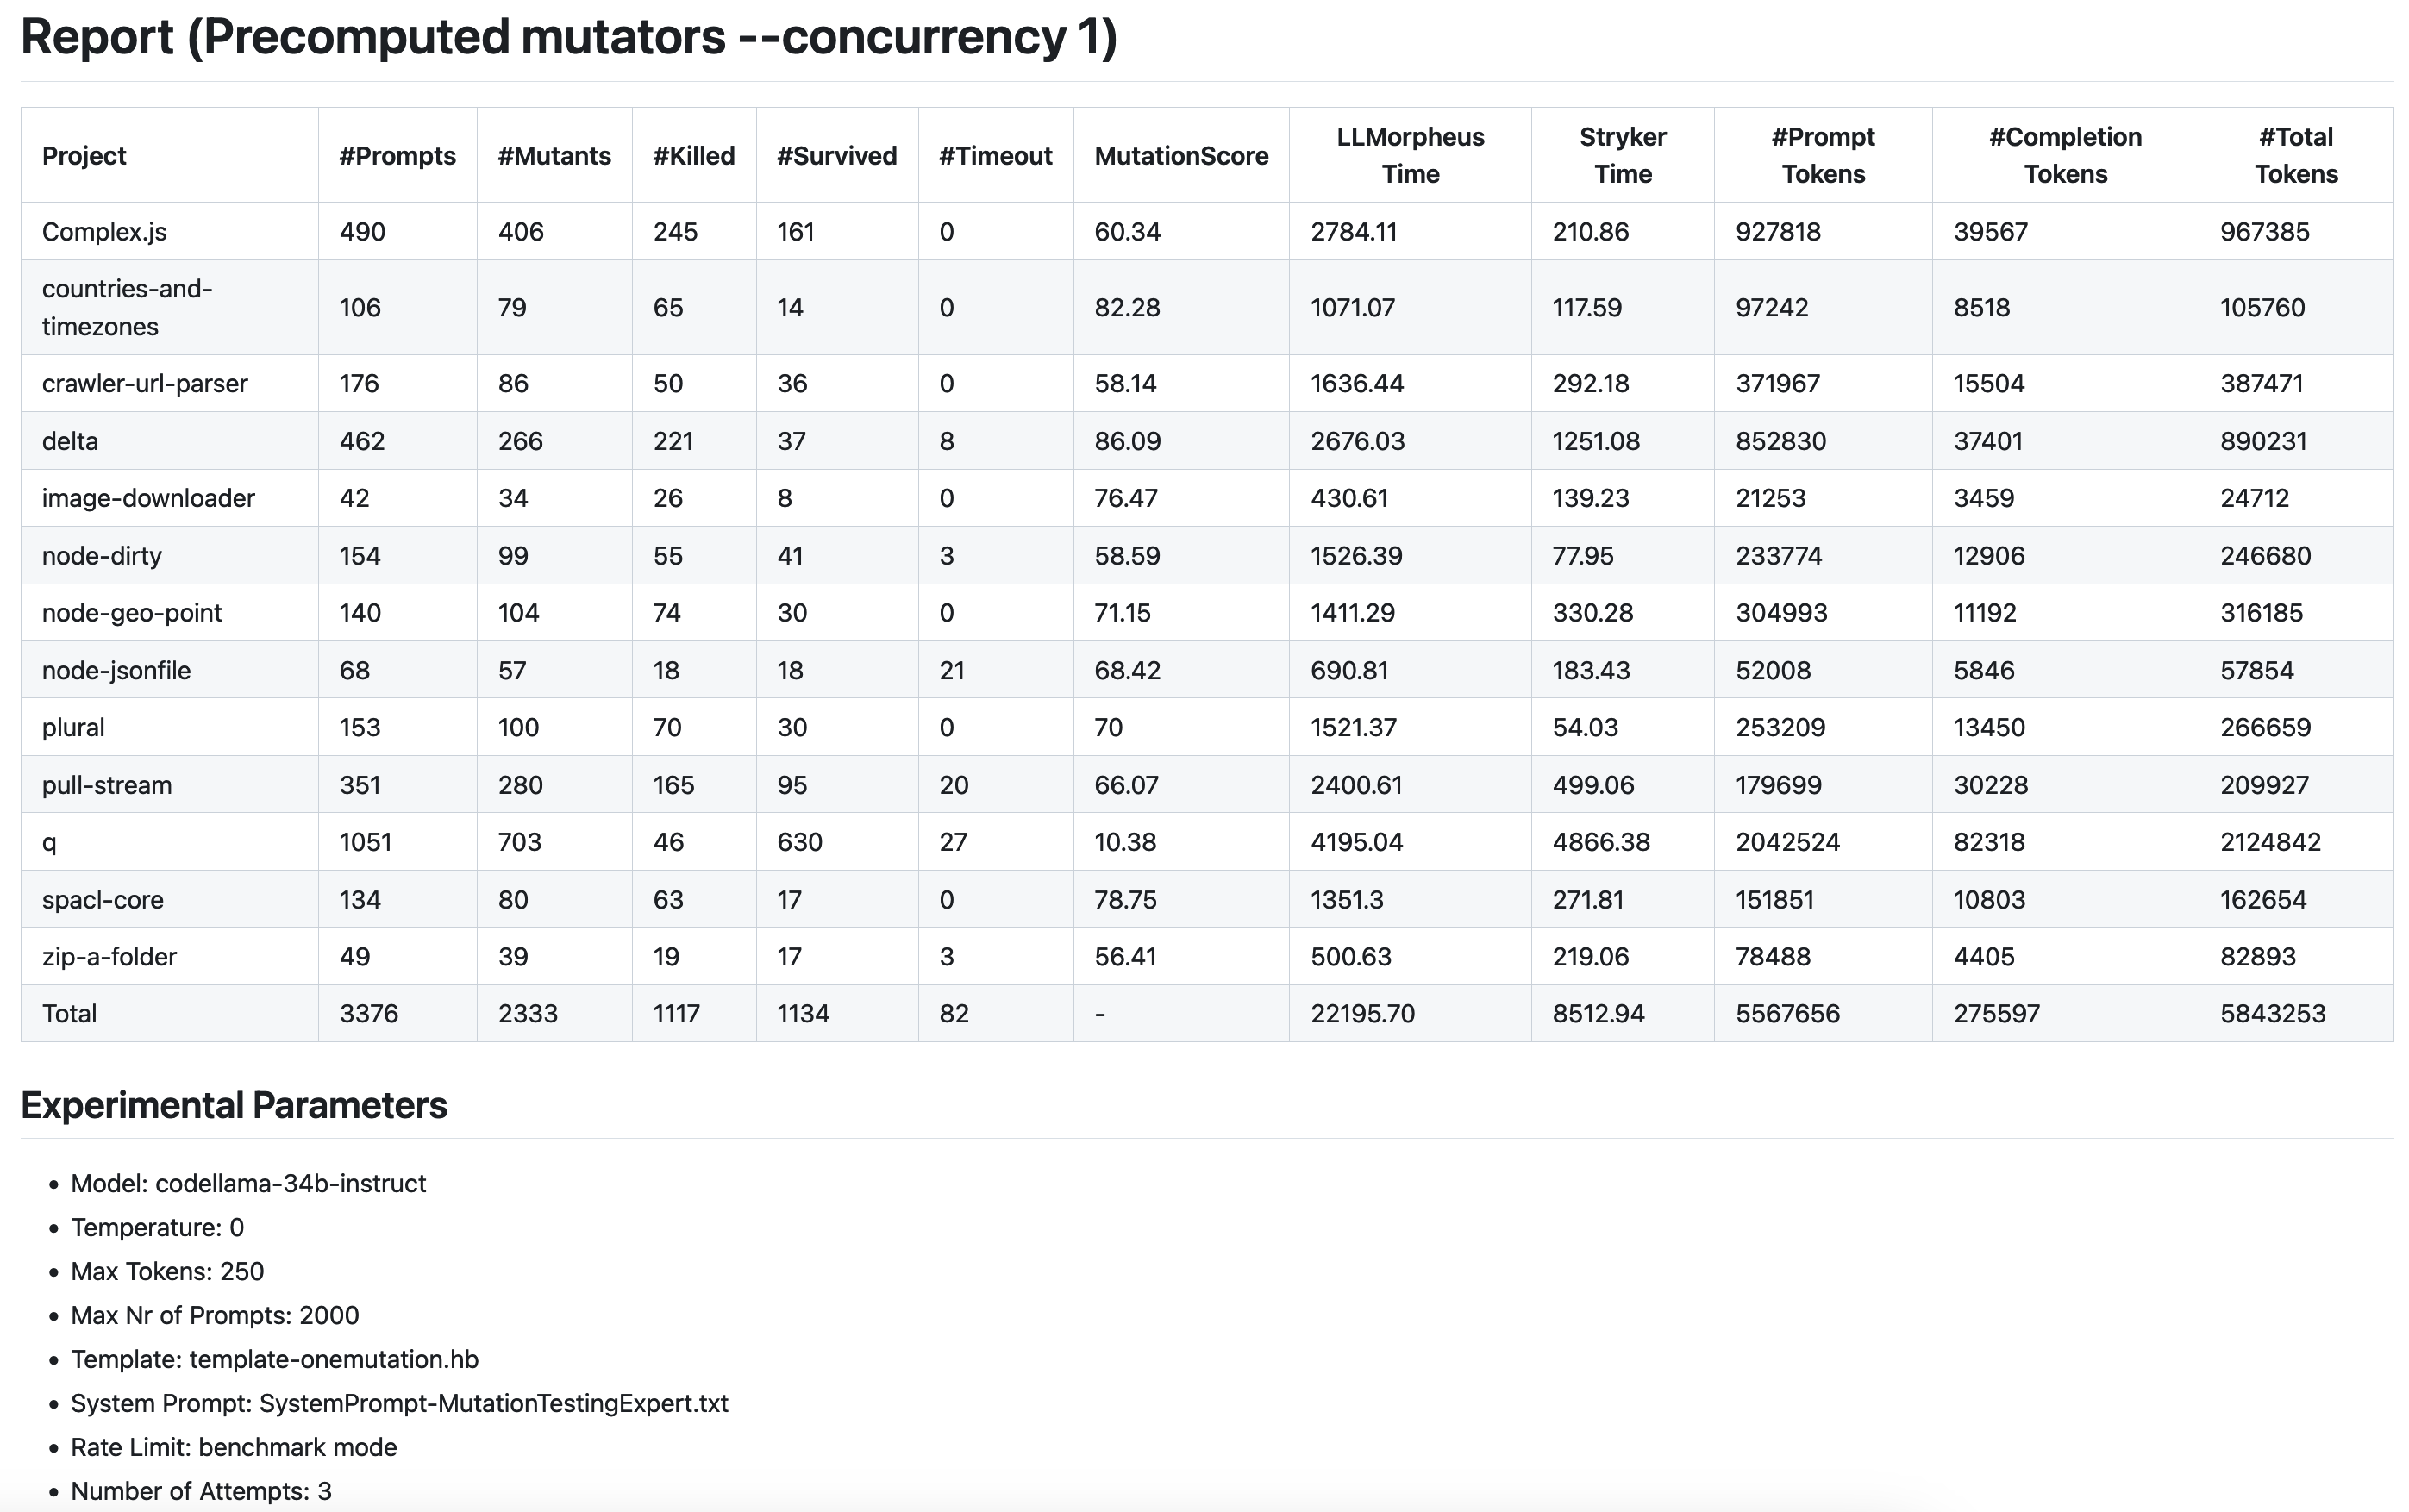 Report (Precomputed mutators --concurrency 1)
Project #Prompts #Mutants #Killed #Survived #Timeout MutationScore LLMorpheus Time Stryker Time #Prompt Tokens #Completion Tokens #Total Tokens
Complex.js 490 406 245 161 0 60.34 2784.11 210.86 927818 39567 967385
countries-and-timezones 106 79 65 14 0 82.28 1071.07 117.59 97242 8518 105760
crawler-url-parser 176 86 50 36 0 58.14 1636.44 292.18 371967 15504 387471
delta 462 266 221 37 8 86.09 2676.03 1251.08 852830 37401 890231
image-downloader 42 34 26 8 0 76.47 430.61 139.23 21253 3459 24712
node-dirty 154 99 55 41 3 58.59 1526.39 77.95 233774 12906 246680
node-geo-point 140 104 74 30 0 71.15 1411.29 330.28 304993 11192 316185
node-jsonfile 68 57 18 18 21 68.42 690.81 183.43 52008 5846 57854
plural 153 100 70 30 0 70 1521.37 54.03 253209 13450 266659
pull-stream 351 280 165 95 20 66.07 2400.61 499.06 179699 30228 209927
q 1051 703 46 630 27 10.38 4195.04 4866.38 2042524 82318 2124842
spacl-core 134 80 63 17 0 78.75 1351.3 271.81 151851 10803 162654
zip-a-folder 49 39 19 17 3 56.41 500.63 219.06 78488 4405 82893
Total 3376 2333 1117 1134 82 - 22195.70 8512.94 5567656 275597 5843253
Experimental Parameters
• Model: codellama-34b-instruct
• Temperature: 0
• Max Tokens: 250
• Max Nr of Prompts: 2000
• Template: template-onemutation.hb
• System Prompt: SystemPrompt-MutationTestingExpert.txt
• Rate Limit: benchmark mode
• Number of Attempts: 3